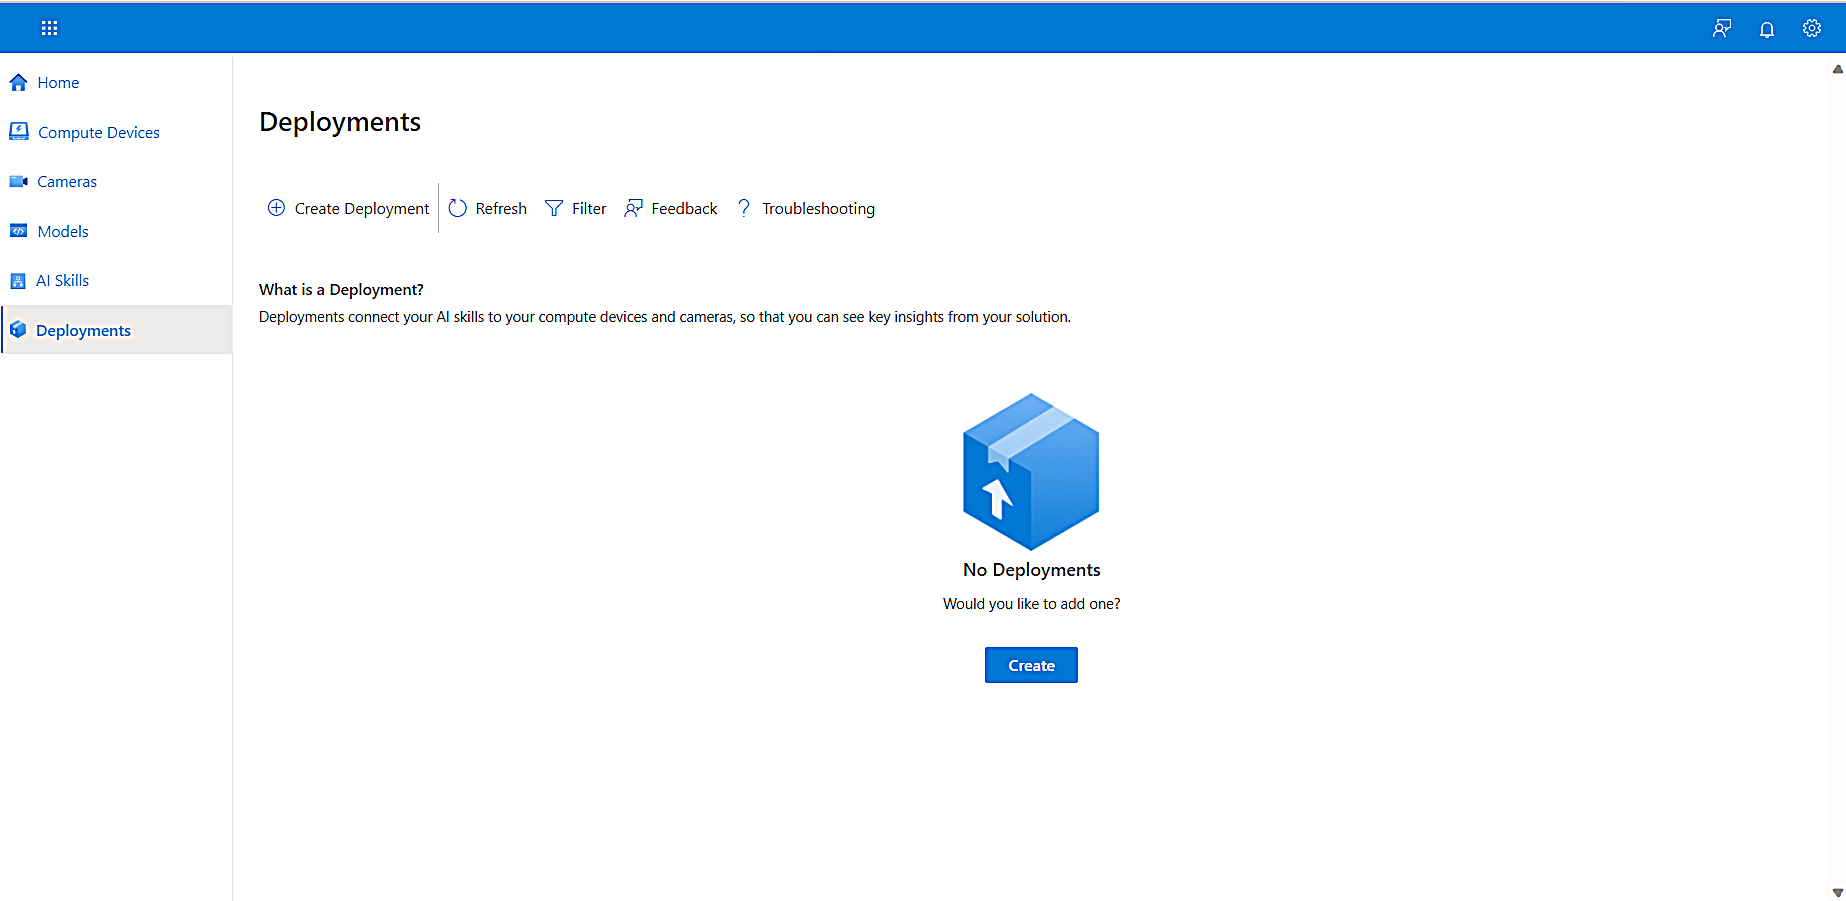 Home
Compute Devices
Cameras
Models
AI Skills
Deployments
Deployments
Create Deployment Refresh Filter Feedback ? Troubleshooting
What is a Deployment?
Deployments connect your AI skills to your compute devices and cameras, so that you can see key insights from your solution.
No Deployments
Would you like to add one?
Create